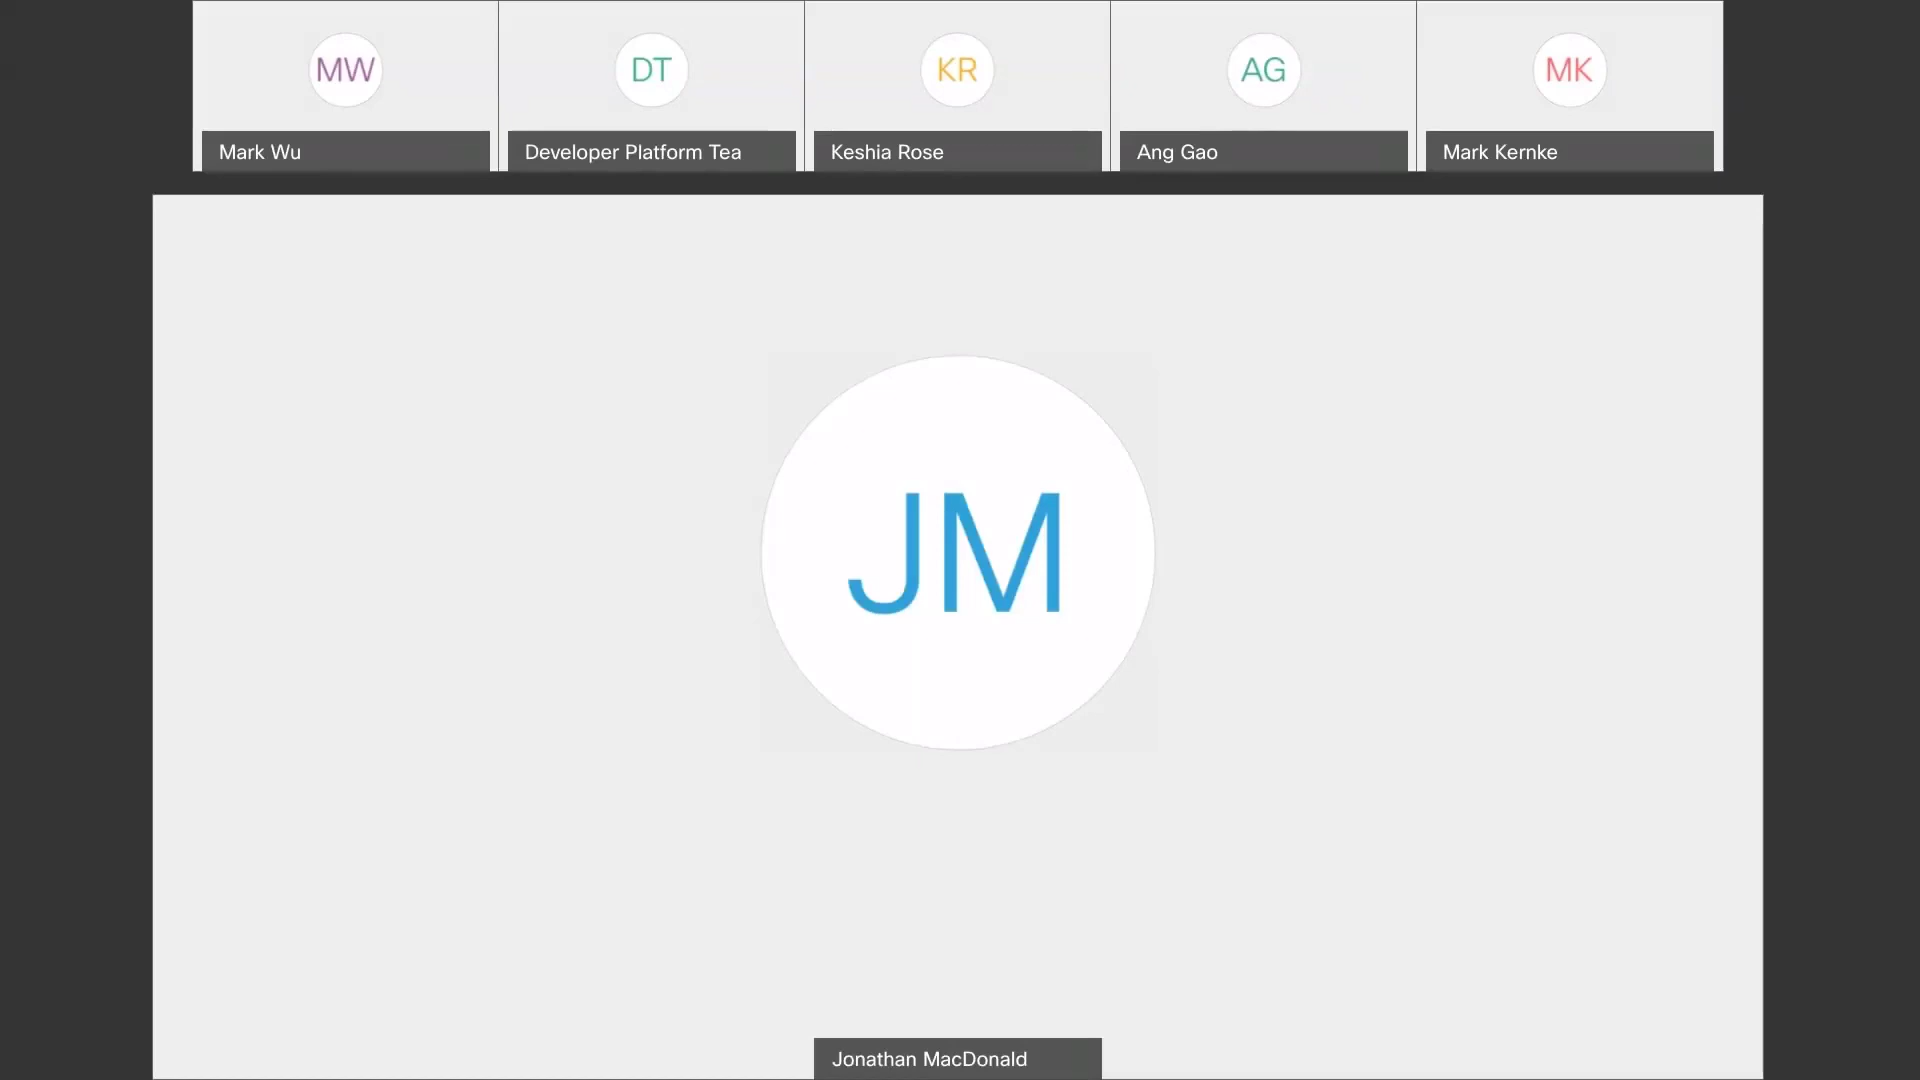 MW
DT
KR
AG
MK
Mark Wu
Developer Platform Tea
Keshia Rose
Ang Gao
Mark Kernke
JM
Jonathan MacDonald